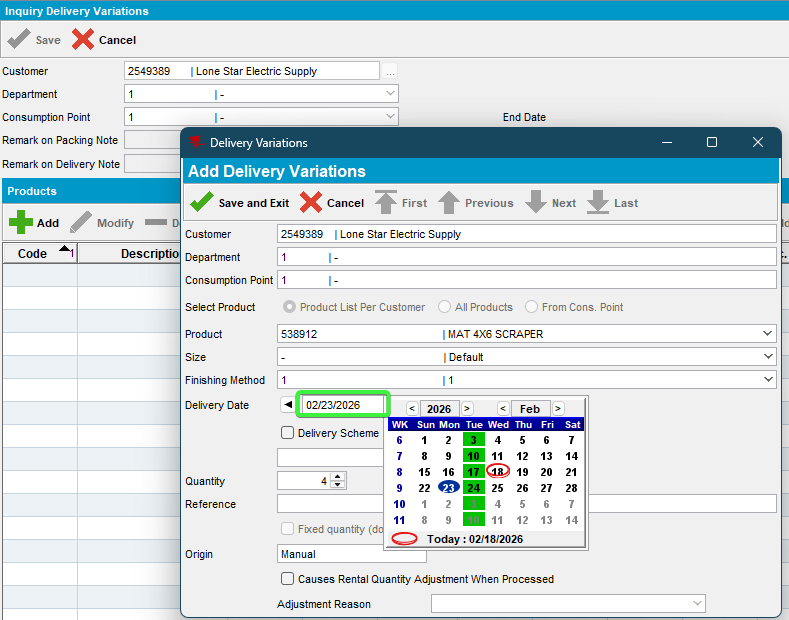 Inquiry Delivery Variations
Save Cancel
Customer 2549389 | Lone Star Electric Supply ...
Department 1 | -
Consumption Point 1 | - End Date
Remark on Packing Note
Remark on Delivery Note
Products
Add Modify
Code 1 Description
Delivery Variations
Add Delivery Variations
Save and Exit Cancel First Previous Next Last
Customer 2549389 | Lone Star Electric Supply
Department 1 | -
Consumption Point 1 | -
Select Product Product List Per Customer All Products From Cons. Point
Product 538912 | MAT 4X6 SCRAPER
Size - | Default
Finishing Method 1 | 1
Delivery Date 02/23/2026
< 2026 > < Feb >
WK Sun Mon Tue Wed Thu Fri Sat
6 1 2 3 4 5 6 7
7 8 9 10 11 12 13 14
8 15 16 17 18 19 20 21
9 22 23 24 25 26 27 28
10 1 2 3 4 5 6 7
11 8 9 10 11 12 13 14
Today : 02/18/2026
Delivery Scheme
Quantity 4
Reference
Fixed quantity (do
Origin Manual
Causes Rental Quantity Adjustment When Processed
Adjustment Reason